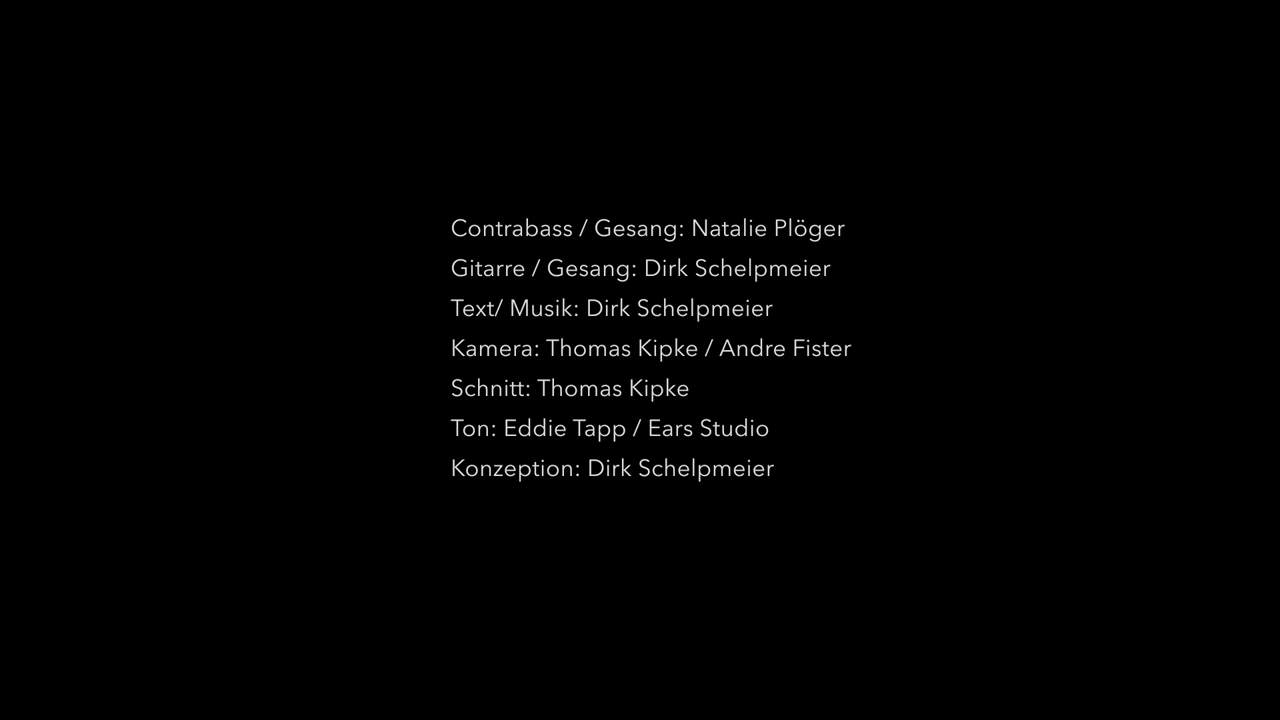 Contrabass / Gesang: Natalie Plöger
Gitarre / Gesang: Dirk Schelpmeier
Text/ Musik: Dirk Schelpmeier
Kamera: Thomas Kipke / Andre Fister
Schnitt: Thomas Kipke
Ton: Eddie Tapp / Ears Studio
Konzeption: Dirk Schelpmeier